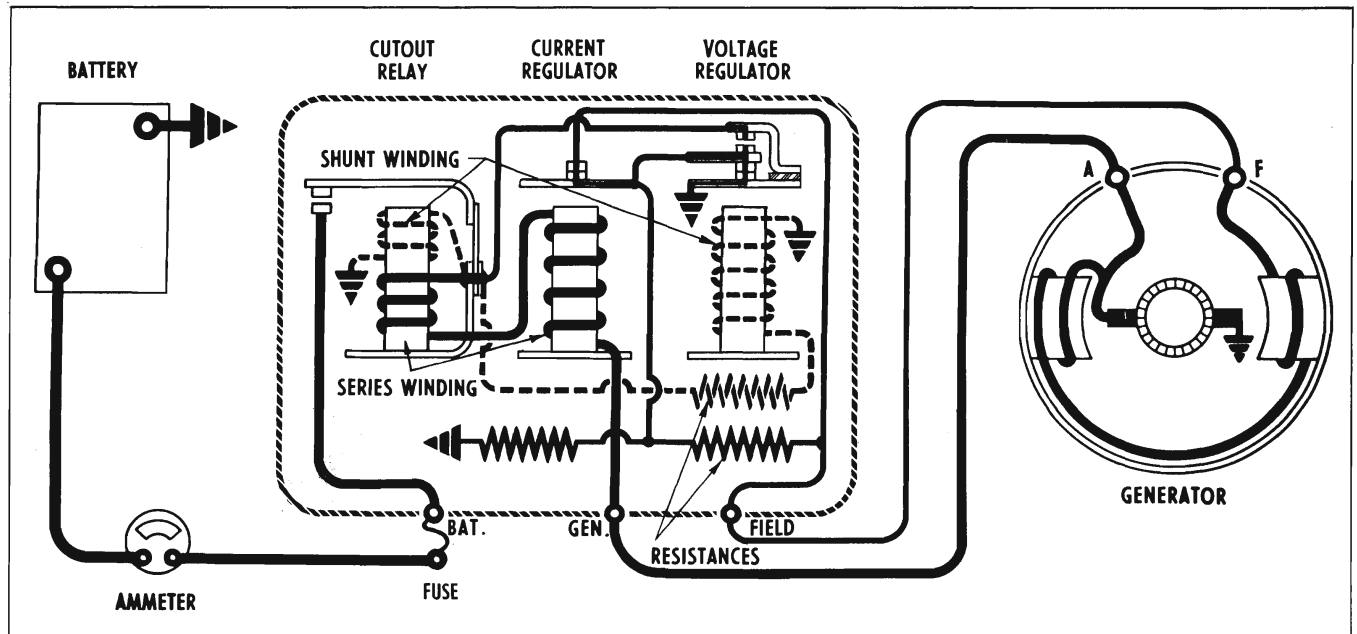 CUTOUT
RELAY
CURRENT
REGULATOR
VOLTAGE
REGULATOR
BATTERY
SHUNT WINDING
A
F
SERIES WINDING
GENERATOR
BAT.
GEN.
FIELD
RESISTANCES
FUSE
AMMETER